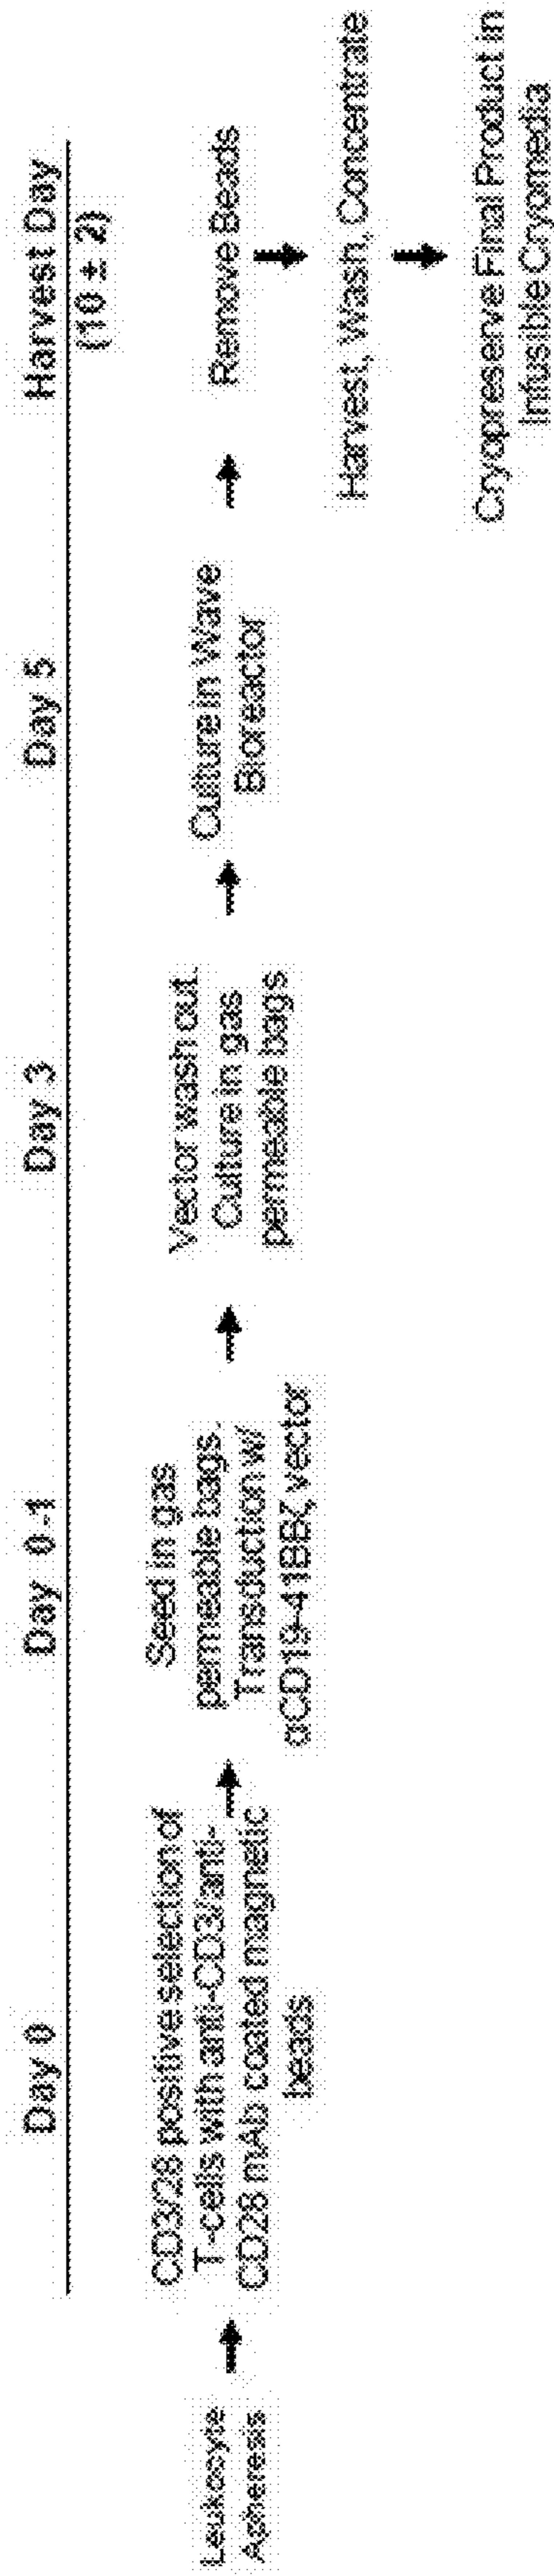 Day 0
Day 0-1
Day 3
Day 5
Harvest Day
(10 ± 2)
Leukocyte
Apheresis
CD3/28 positive selection of
T-cells with anti-CD3/anti-
CD28 mAb coated magnetic
beads
Seed in gas
permeable bags.
Transduction w/
αCD19-41BBζ vector
Vector wash out.
Culture in gas
permeable bags
Culture in Wave
Bioreactor
Remove Beads
Harvest, Wash, Concentrate
Cryopreserve Final Product in
Infusible Cryomedia